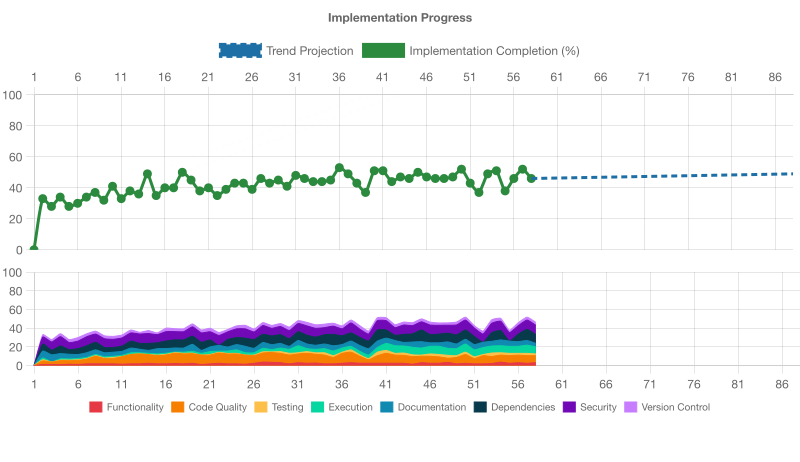 Implementation Progress
Trend Projection Implementation Completion (%)
1 6 11 16 21 26 31 36 41 46 51 56 61 66 71 76 81 86
100
80
60
40
20
0
100
80
60
40
20
0
1 6 11 16 21 26 31 36 41 46 51 56 61 66 71 76 81 86
Functionality Code Quality Testing Execution Documentation Dependencies Security Version Control